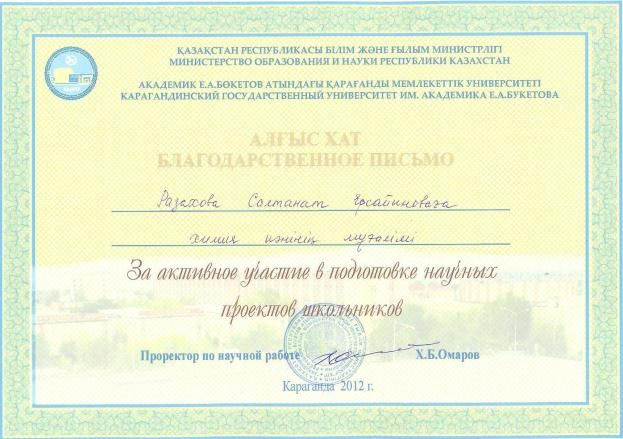 ҚАЗАҚСТАН РЕСПУБЛИКАСЫ БІЛІМ ЖӘНЕ ҒЫЛЫМ МИНИСТРЛІГІ
МИНИСТЕРСТВО ОБРАЗОВАНИЯ И НАУКИ РЕСПУБЛИКИ КАЗАХСТАН
АКАДЕМИК Е.А.БӨКЕТОВ АТЫНДАҒЫ ҚАРАҒАНДЫ МЕМЛЕКЕТТІК УНИВЕРСИТЕТІ
КАРАГАНДИНСКИЙ ГОСУДАРСТВЕННЫЙ УНИВЕРСИТЕТ ИМ. АКАДЕМИКА Е.А.БУКЕТОВА
АЛҒЫС ХАТ
БЛАГОДАРСТВЕННОЕ ПИСЬМО
Разахова Солтанат
химия пәнінің мұғалімі
За активное участие в подготовке научных
проектов школьников
Проректор по научной работе Х.Б.Омаров
Караганда 2012 г.